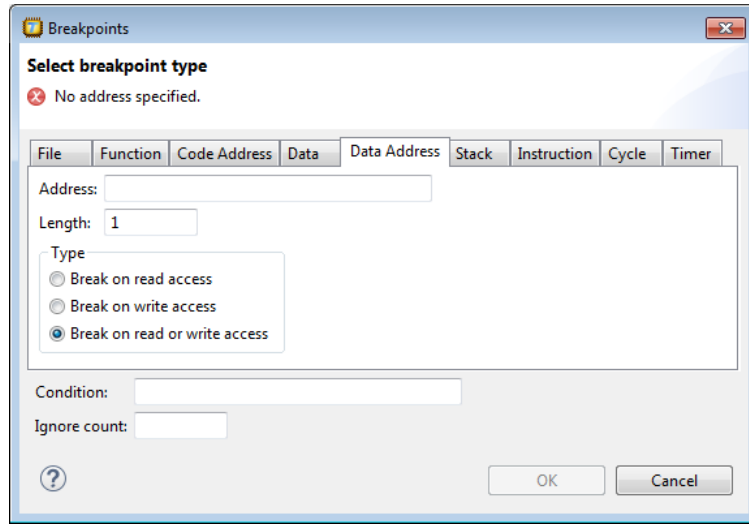 Breakpoints
Select breakpoint type
No address specified.
File Function Code Address Data Data Address Stack Instruction Cycle Timer
Address:
Length: 1
Type
Break on read access
Break on write access
Break on read or write access
Condition:
Ignore count:
? OK Cancel